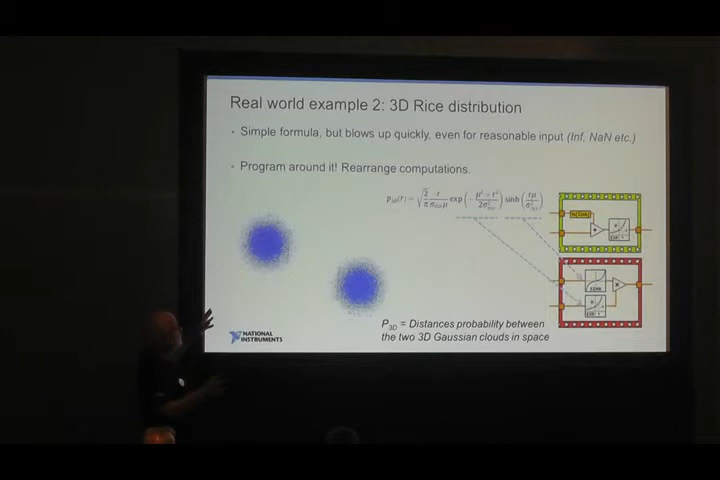 Real world example 2: 3D Rice distribution
• Simple formula, but blows up quickly, even for reasonable input (Inf, NaN etc.)
• Program around it! Rearrange computations.
P3D = Distances probability between
the two 3D Gaussian clouds in space
NATIONAL
INSTRUMENTS